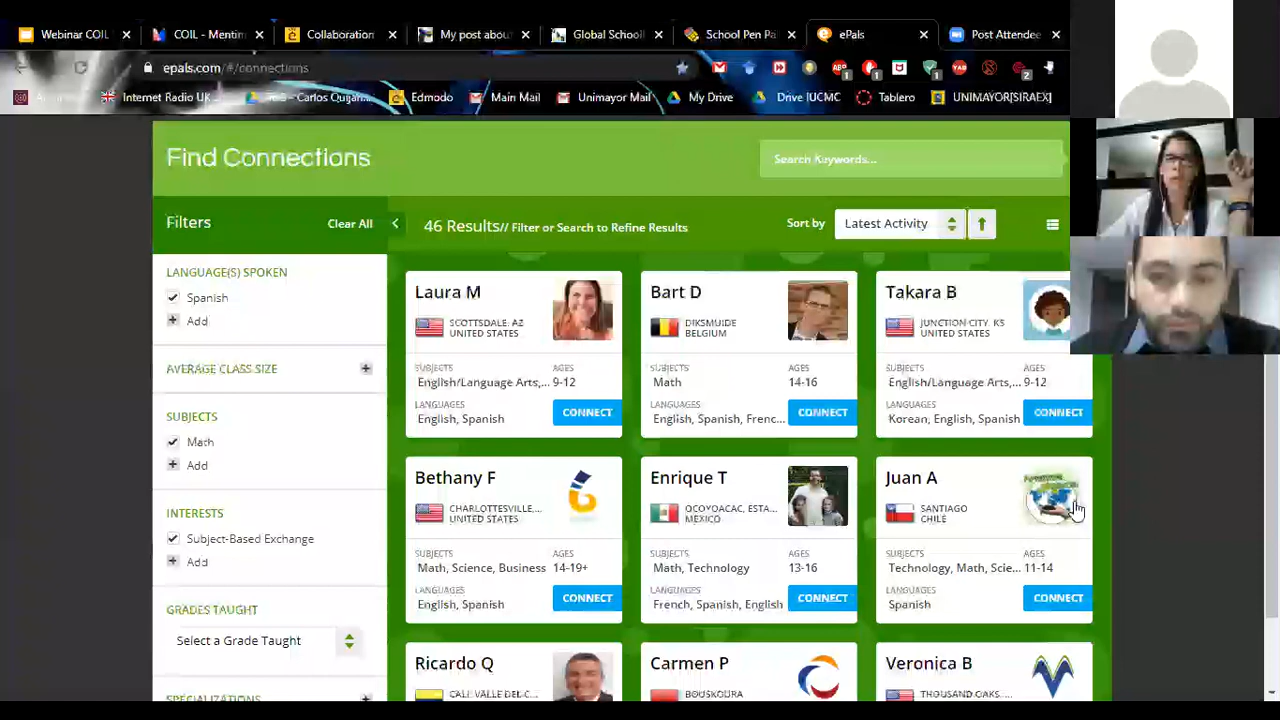 Webinar COIL
COIL - Mentim
Collaboration
My post abou
Global School
School Pen Pa
ePals
Post Attendee
epals.com/#/connections
Internet Radio UK
Carlos Quijan...
Edmodo
Main Mail
Unimayor Mail
My Drive
Drive IUCMC
Tablero
UNIMAYOR[SIRAEX]
Find Connections
Search Keywords...
Filters
Clear All
46 Results// Filter or Search to Refine Results
Sort by
Latest Activity
LANGUAGE(S) SPOKEN
Spanish
Add
AVERAGE CLASS SIZE
SUBJECTS
Math
Add
INTERESTS
Subject-Based Exchange
Add
GRADES TAUGHT
Select a Grade Taught
SPECIALIZATIONS
Laura M
SCOTTSDALE, AZ
UNITED STATES
SUBJECTS AGES
English/Language Arts,... 9-12
LANGUAGES
English, Spanish
CONNECT
Bart D
DIKSMUIDE
BELGIUM
SUBJECTS AGES
Math 14-16
LANGUAGES
English, Spanish, Frenc...
CONNECT
Takara B
JUNCTION CITY, KS
UNITED STATES
SUBJECTS AGES
English/Language Arts,... 9-12
LANGUAGES
Korean, English, Spanish
CONNECT
Bethany F
CHARLOTTESVILLE,...
UNITED STATES
SUBJECTS AGES
Math, Science, Business 14-19+
LANGUAGES
English, Spanish
CONNECT
Enrique T
OCOYOACAC, ESTA...
MEXICO
SUBJECTS AGES
Math, Technology 13-16
LANGUAGES
French, Spanish, English
CONNECT
Juan A
SANTIAGO
CHILE
SUBJECTS AGES
Technology, Math, Scie... 11-14
LANGUAGES
Spanish
CONNECT
Ricardo Q
CALI, VALLE DEL C...
Carmen P
BOUSKOURA
Veronica B
THOUSAND OAKS, ...